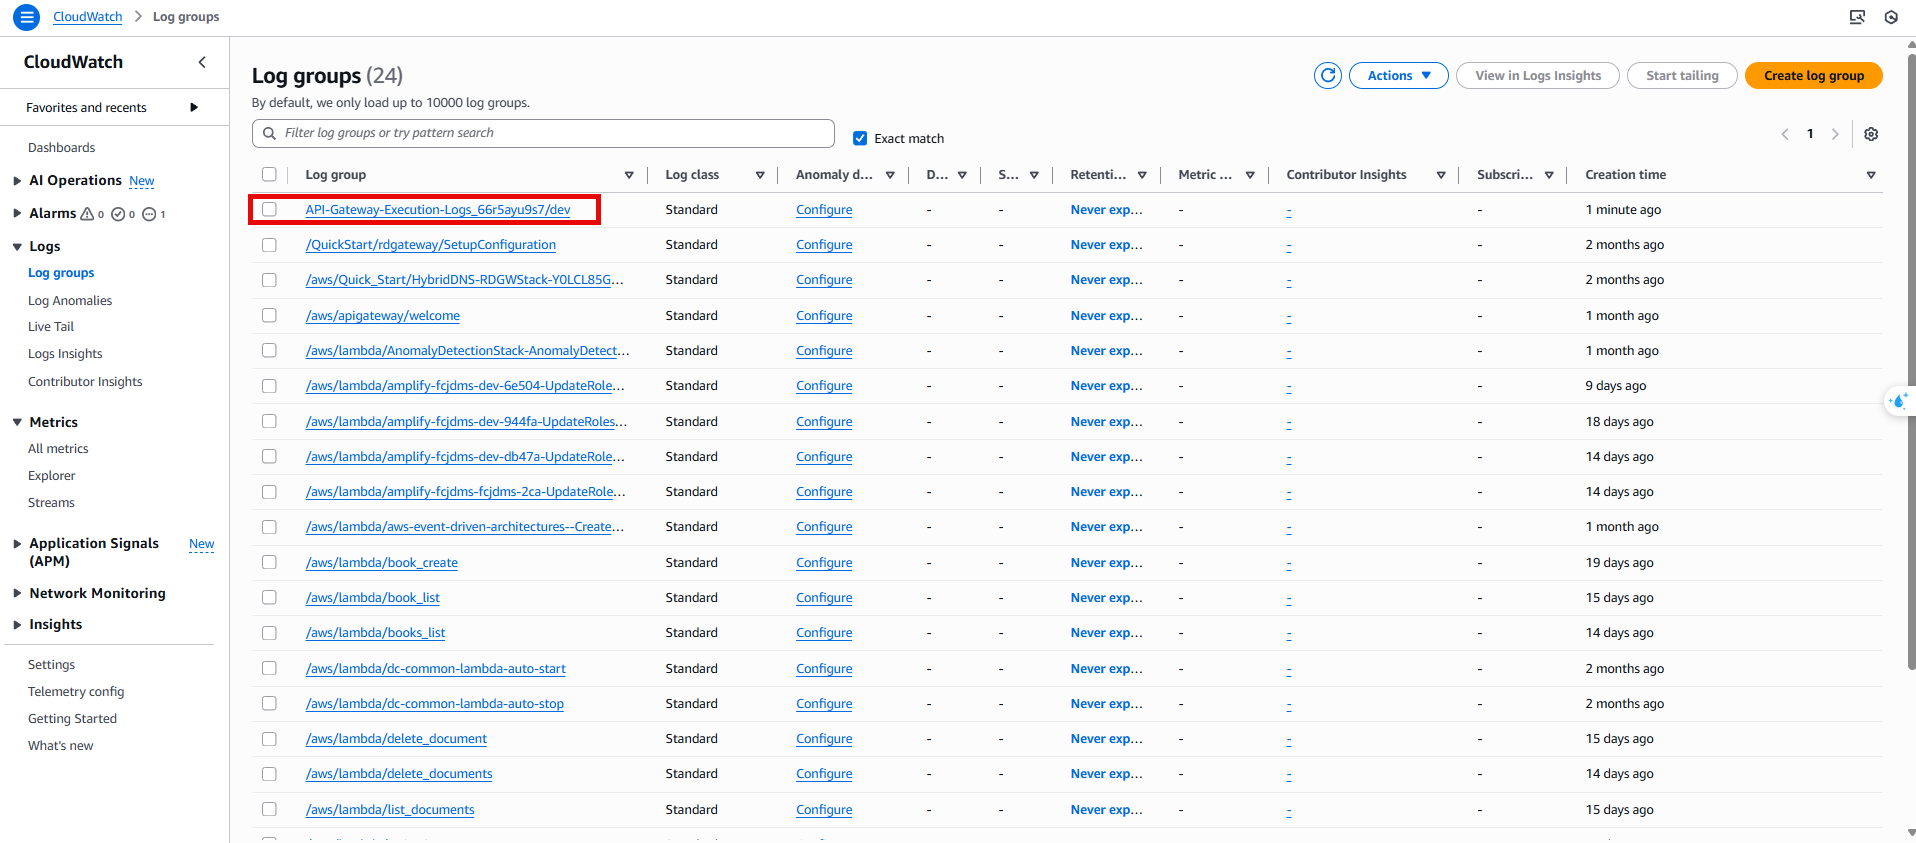 CloudWatch > Log groups
CloudWatch
Favorites and recents
Dashboards
AI Operations New
Alarms 0 0 1
Logs
Log groups
Log Anomalies
Live Tail
Logs Insights
Contributor Insights
Metrics
All metrics
Explorer
Streams
Application Signals New
(APM)
Network Monitoring
Insights
Settings
Telemetry config
Getting Started
What's new
Log groups (24)
By default, we only load up to 10000 log groups.
Actions View in Logs Insights Start tailing Create log group
Filter log groups or try pattern search
Exact match
1
Log group Log class Anomaly d... D... S... Retenti... Metric ... Contributor Insights Subscri... Creation time
API-Gateway-Execution-Logs_66r5ayu9s7/dev Standard Configure - - Never exp... - - - 1 minute ago
/QuickStart/rdgateway/SetupConfiguration Standard Configure - - Never exp... - - - 2 months ago
/aws/Quick_Start/HybridDNS-RDGWStack-Y0LCL85G... Standard Configure - - Never exp... - - - 2 months ago
/aws/apigateway/welcome Standard Configure - - Never exp... - - - 1 month ago
/aws/lambda/AnomalyDetectionStack-AnomalyDetect... Standard Configure - - Never exp... - - - 1 month ago
/aws/lambda/amplify-fcjdms-dev-6e504-UpdateRole... Standard Configure - - Never exp... - - - 9 days ago
/aws/lambda/amplify-fcjdms-dev-944fa-UpdateRoles... Standard Configure - - Never exp... - - - 18 days ago
/aws/lambda/amplify-fcjdms-dev-db47a-UpdateRole... Standard Configure - - Never exp... - - - 14 days ago
/aws/lambda/amplify-fcjdms-fcjdms-2ca-UpdateRole... Standard Configure - - Never exp... - - - 14 days ago
/aws/lambda/aws-event-driven-architectures--Create... Standard Configure - - Never exp... - - - 1 month ago
/aws/lambda/book_create Standard Configure - - Never exp... - - - 19 days ago
/aws/lambda/book_list Standard Configure - - Never exp... - - - 15 days ago
/aws/lambda/books_list Standard Configure - - Never exp... - - - 14 days ago
/aws/lambda/dc-common-lambda-auto-start Standard Configure - - Never exp... - - - 2 months ago
/aws/lambda/dc-common-lambda-auto-stop Standard Configure - - Never exp... - - - 2 months ago
/aws/lambda/delete_document Standard Configure - - Never exp... - - - 15 days ago
/aws/lambda/delete_documents Standard Configure - - Never exp... - - - 14 days ago
/aws/lambda/list_documents Standard Configure - - Never exp... - - - 15 days ago